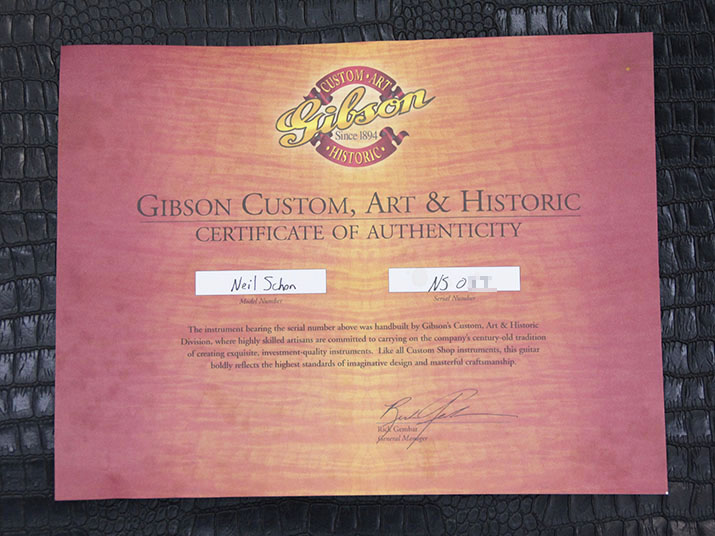 CUSTOM • ART
Gibson
Since 1894
• HISTORIC •
GIBSON CUSTOM, ART & HISTORIC
CERTIFICATE OF AUTHENTICITY
Neil Schon NS 0
Model Number Serial Number
The instrument bearing the serial number above was handbuilt by Gibson's Custom, Art & Historic
Division, where highly skilled artisans are committed to carrying on the company's century-old tradition
of creating exquisite, investment-quality instruments. Like all Custom Shop instruments, this guitar
boldly reflects the highest standards of imaginative design and masterful craftsmanship.
Rick Gembar
General Manager